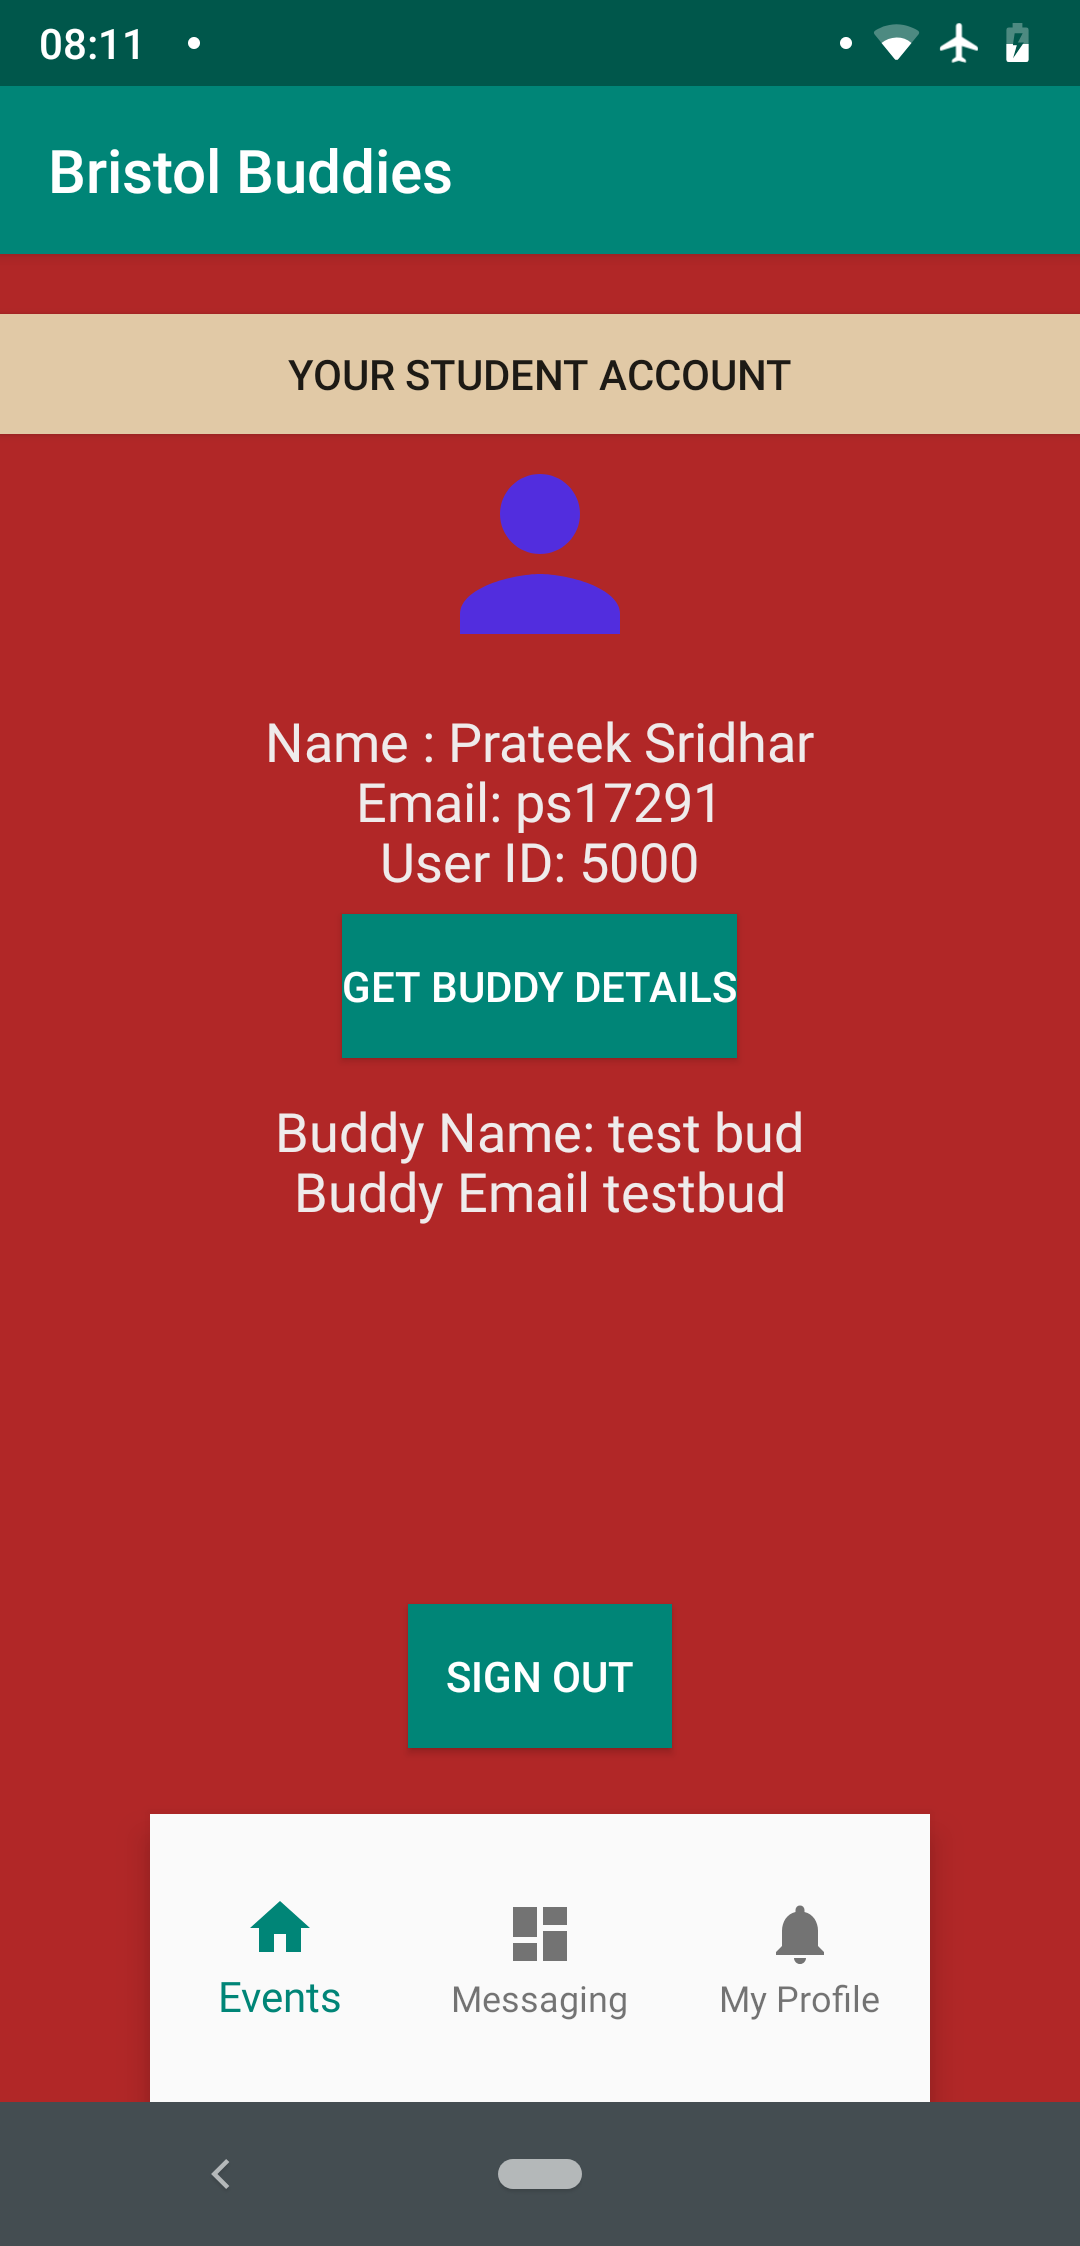 08:11
Bristol Buddies
YOUR STUDENT ACCOUNT
Name : Prateek Sridhar
Email: ps17291
User ID: 5000
GET BUDDY DETAILS
Buddy Name: test bud
Buddy Email testbud
SIGN OUT
Events
Messaging
My Profile